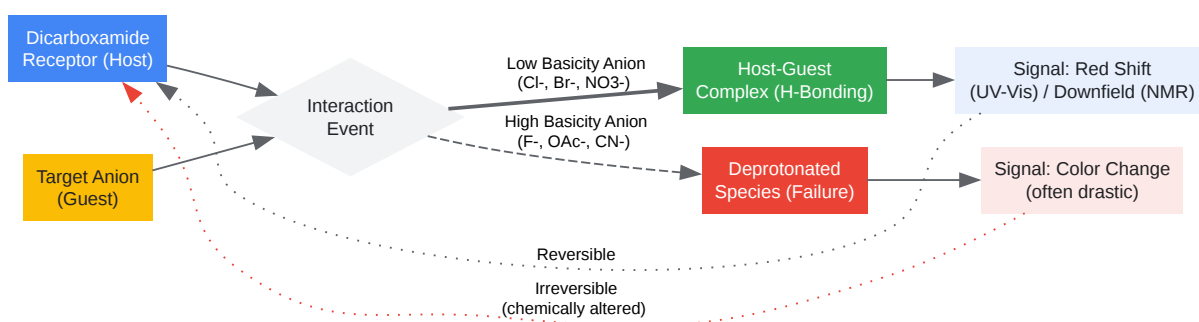 Dicarboxamide
Receptor (Host)
Target Anion
(Guest)
Interaction
Event
Low Basicity Anion
(Cl-, Br-, NO3-)
High Basicity Anion
(F-, OAc-, CN-)
Host-Guest
Complex (H-Bonding)
Deprotonated
Species (Failure)
Signal: Red Shift
(UV-Vis) / Downfield (NMR)
Signal: Color Change
(often drastic)
Reversible
Irreversible
(chemically altered)